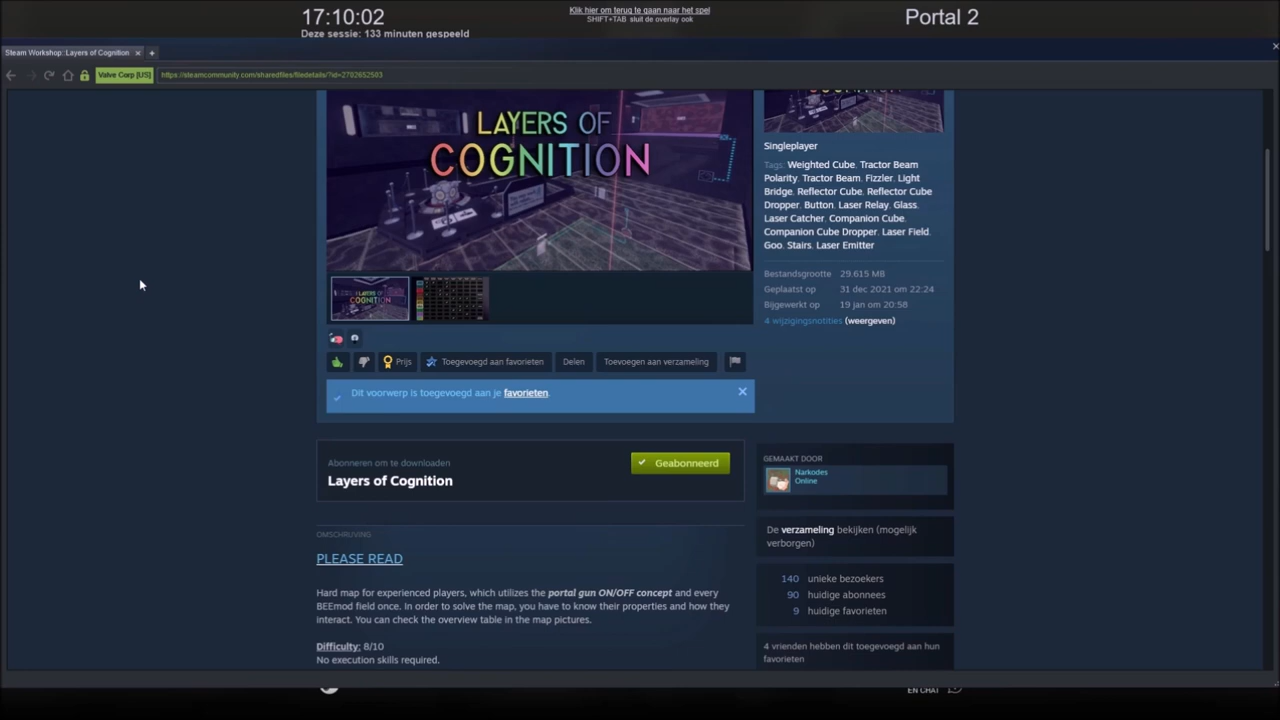 17:10:02
Deze sessie: 133 minuten gespeeld
Klik hier om terug te gaan naar het spel
SHIFT+TAB sluit de overlay ook
Portal 2
Steam Workshop::Layers of Cognition
Valve Corp [US]
https://steamcommunity.com/sharedfiles/filedetails/?id=2702652503
LAYERS OF
COGNITION
Singleplayer
Tags: Weighted Cube, Tractor Beam
Polarity, Tractor Beam, Fizzler, Light
Bridge, Reflector Cube, Reflector Cube
Dropper, Button, Laser Relay, Glass,
Laser Catcher, Companion Cube,
Companion Cube Dropper, Laser Field,
Goo, Stairs, Laser Emitter
Bestandsgrootte 29.615 MB
Geplaatst op 31 dec 2021 om 22:24
Bijgewerkt op 19 jan om 20:58
4 wijzigingsnotities (weergeven)
LAYERS OF
COGNITION
Prijs
Toegevoegd aan favorieten
Delen
Toevoegen aan verzameling
Dit voorwerp is toegevoegd aan je favorieten.
Abonneren om te downloaden
Layers of Cognition
Geabonneerd
GEMAAKT DOOR
Narkodes
Online
De verzameling bekijken (mogelijk
verborgen)
OMSCHRIJVING
PLEASE READ
Hard map for experienced players, which utilizes the portal gun ON/OFF concept and every
BEEmod field once. In order to solve the map, you have to know their properties and how they
interact. You can check the overview table in the map pictures.
Difficulty: 8/10
No execution skills required.
140 unieke bezoekers
90 huidige abonnees
9 huidige favorieten
4 vrienden hebben dit toegevoegd aan hun
favorieten
EN CHAT